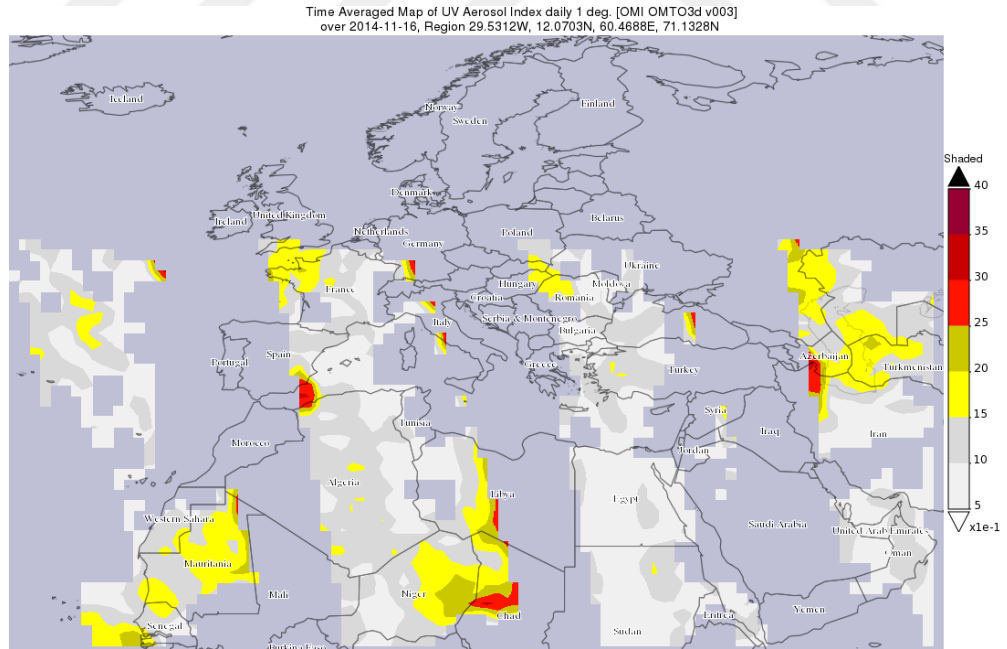 Time Averaged Map of UV Aerosol Index daily 1 deg. [OMI OMTO3d v003]
over 2014-11-16, Region 29.5312W, 12.0703N, 60.4688E, 71.1328N
Iceland
Norway
Finland
Sweden
Denmark
Ireland
United Kingdom
Belarus
Netherlands
Poland
Germany
Ukraine
France
Hungary
Moldova
Croatia
Romania
Italy
Serbia & Montenegro
Bulgaria
Spain
Portugal
Greece
Turkey
Azerbaijan
Turkmenistan
Syria
Tunisia
Iraq
Iran
Morocco
Jordan
Algeria
Libya
Egypt
Western Sahara
Saudi Arabia
United Arab Emirates
Oman
Mauritania
Mali
Niger
Chad
Yemen
Eritrea
Senegal
Sudan
Burkina Faso
Shaded
40
35
30
25
20
15
10
5
x1e-1